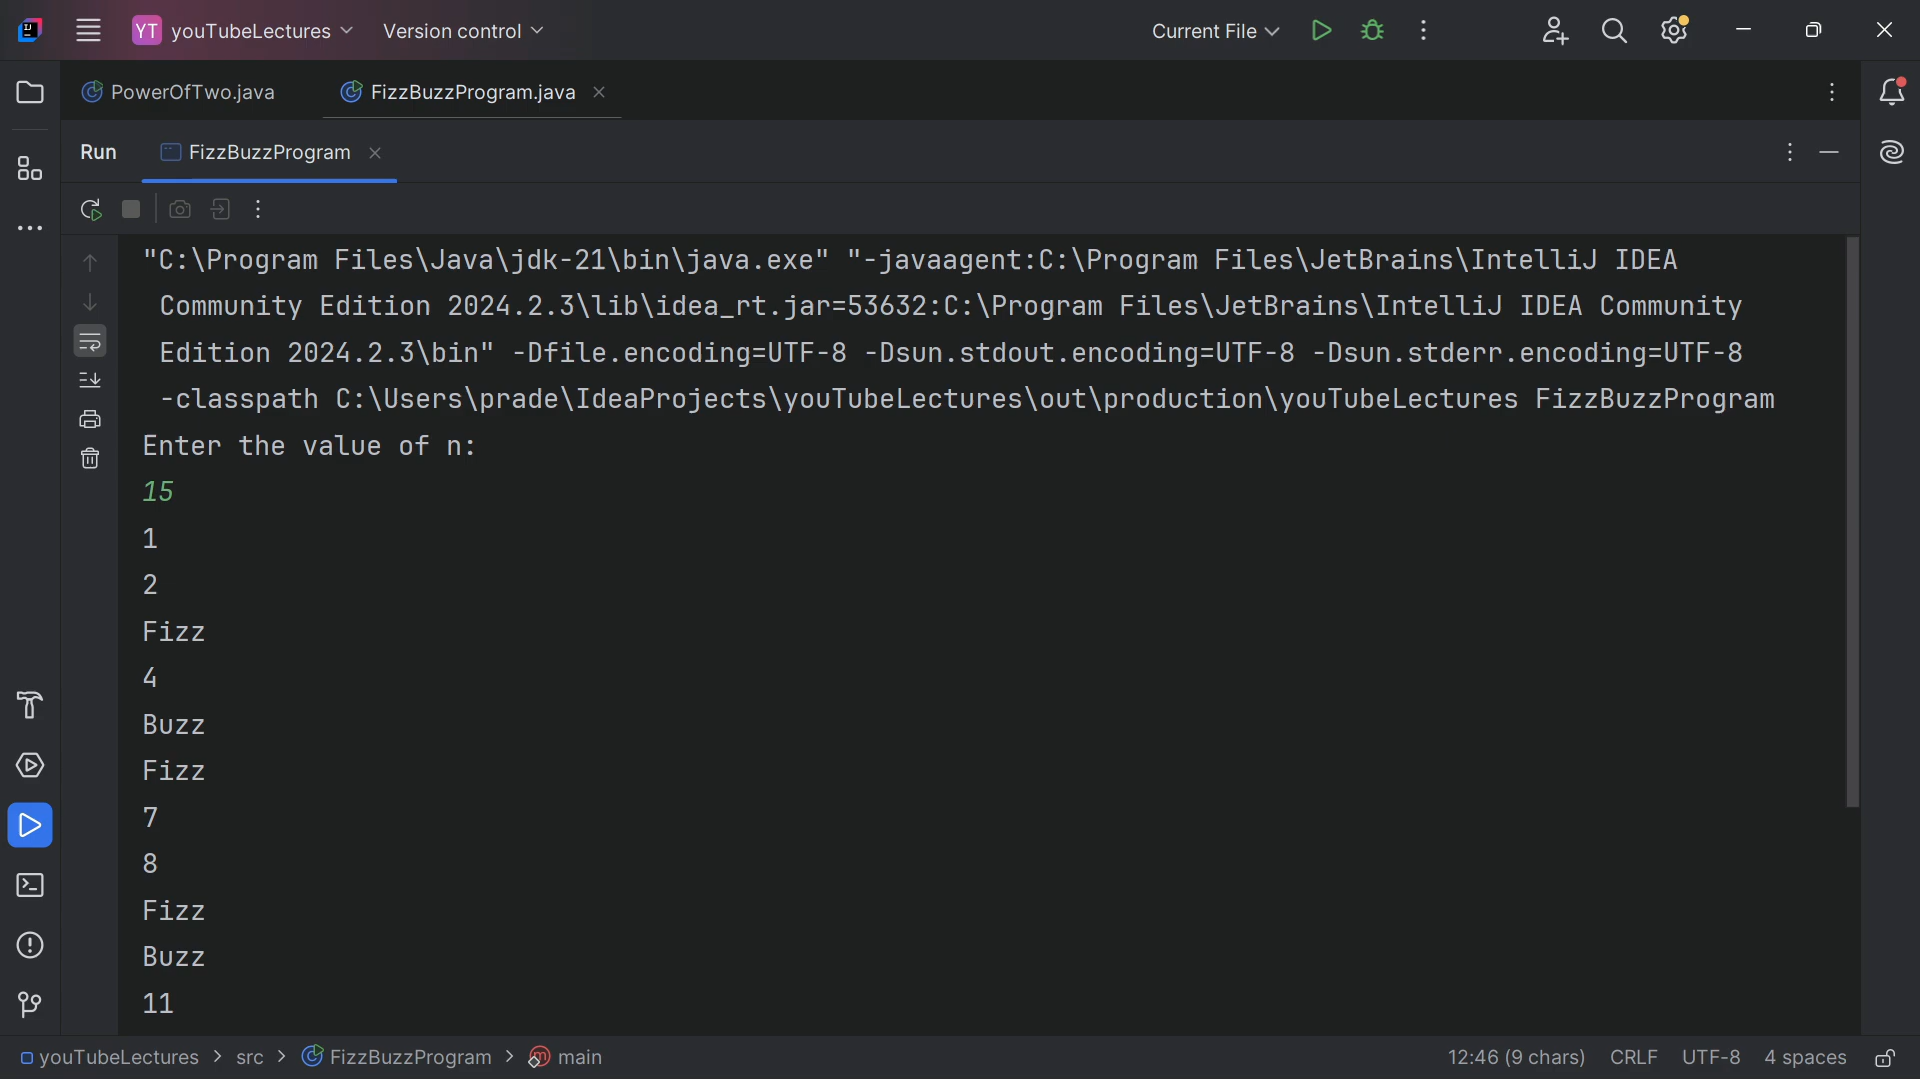 YT youTubeLectures Version control Current File
PowerOfTwo.java FizzBuzzProgram.java
Run FizzBuzzProgram
"C:\Program Files\Java\jdk-21\bin\java.exe" "-javaagent:C:\Program Files\JetBrains\IntelliJ IDEA
Community Edition 2024.2.3\lib\idea_rt.jar=53632:C:\Program Files\JetBrains\IntelliJ IDEA Community
Edition 2024.2.3\bin" -Dfile.encoding=UTF-8 -Dsun.stdout.encoding=UTF-8 -Dsun.stderr.encoding=UTF-8
-classpath C:\Users\prade\IdeaProjects\youTubeLectures\out\production\youTubeLectures FizzBuzzProgram
Enter the value of n:
15
1
2
Fizz
4
Buzz
Fizz
7
8
Fizz
Buzz
11
youTubeLectures > src > FizzBuzzProgram > main 12:46 (9 chars) CRLF UTF-8 4 spaces